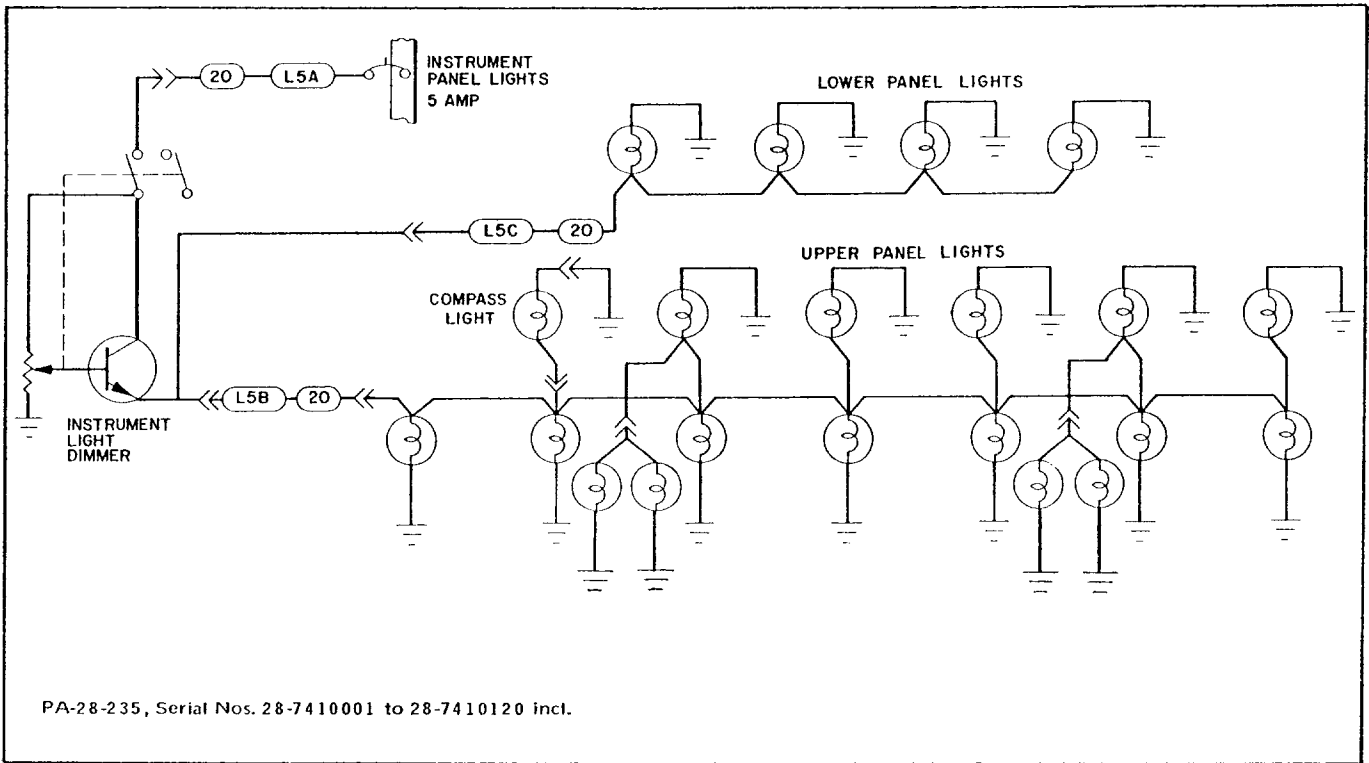 20 L5A INSTRUMENT
PANEL LIGHTS
5 AMP
LOWER PANEL LIGHTS
L5C 20
UPPER PANEL LIGHTS
COMPASS
LIGHT
L5B 20
INSTRUMENT
LIGHT
DIMMER
PA-28-235, Serial Nos. 28-7410001 to 28-7410120 incl.